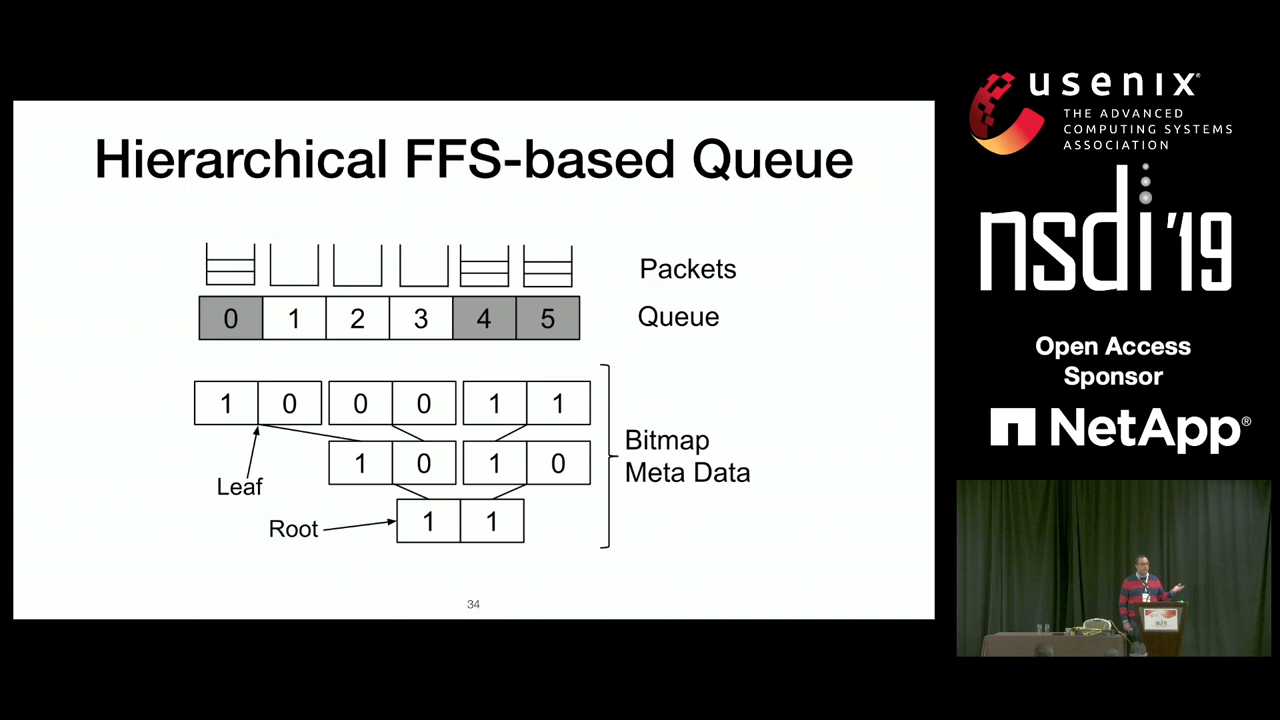 Hierarchical FFS-based Queue
Packets
0 1 2 3 4 5 Queue
1 0 0 0 1 1
1 0 1 0
Bitmap
Meta Data
Leaf
Root
1 1
34
usenix
THE ADVANCED
COMPUTING SYSTEMS
ASSOCIATION
nsdi '19
Open Access
Sponsor
NetApp®